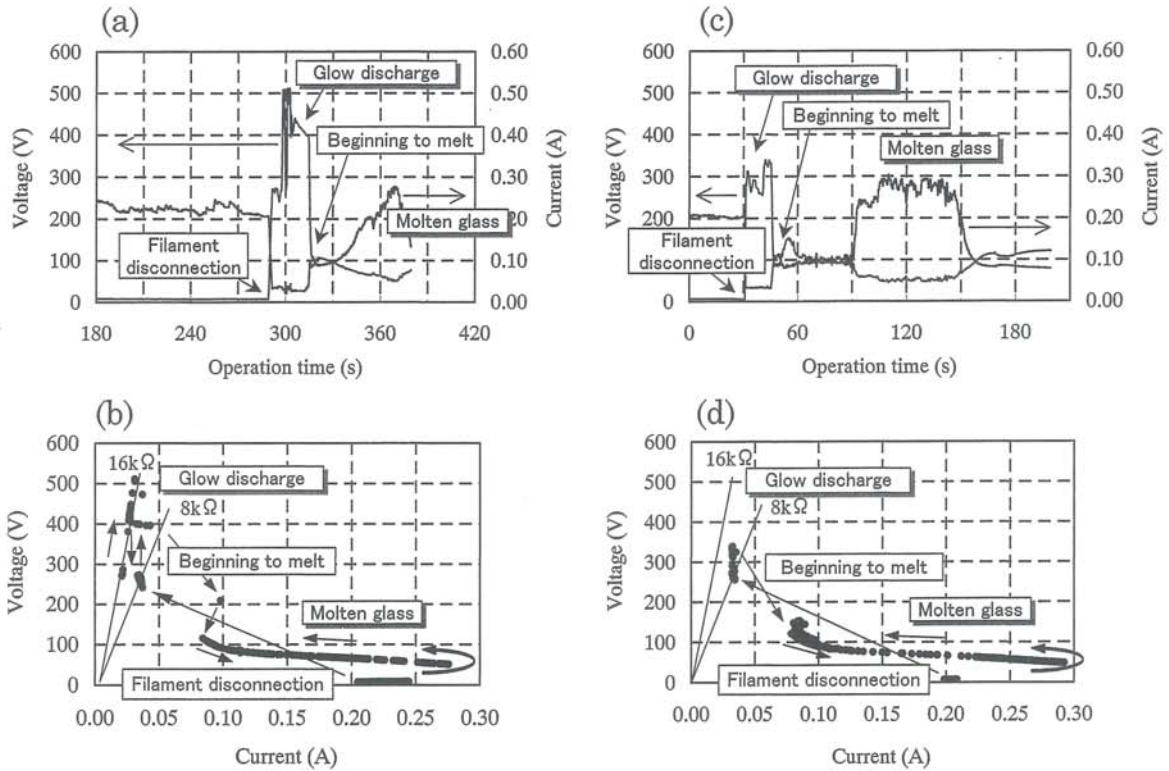 (a)
600
500
400
300
200
100
0
Voltage (V)
0.60
0.50
0.40
0.30
0.20
0.10
0.00
Current (A)
Glow discharge
Beginning to melt
Molten glass
Filament
disconnection
180 240 300 360 420
Operation time (s)
(c)
600
500
400
300
200
100
0
Voltage (V)
0.60
0.50
0.40
0.30
0.20
0.10
0.00
Current (A)
Glow discharge
Beginning to melt
Molten glass
Filament
disconnection
0 60 120 180
Operation time (s)
(b)
600
500
400
300
200
100
0
Voltage (V)
16kΩ
Glow discharge
8kΩ
Beginning to melt
Molten glass
Filament disconnection
0.00 0.05 0.10 0.15 0.20 0.25 0.30
Current (A)
(d)
600
500
400
300
200
100
0
Voltage (V)
16kΩ
Glow discharge
8kΩ
Beginning to melt
Molten glass
Filament disconnection
0.00 0.05 0.10 0.15 0.20 0.25 0.30
Current (A)